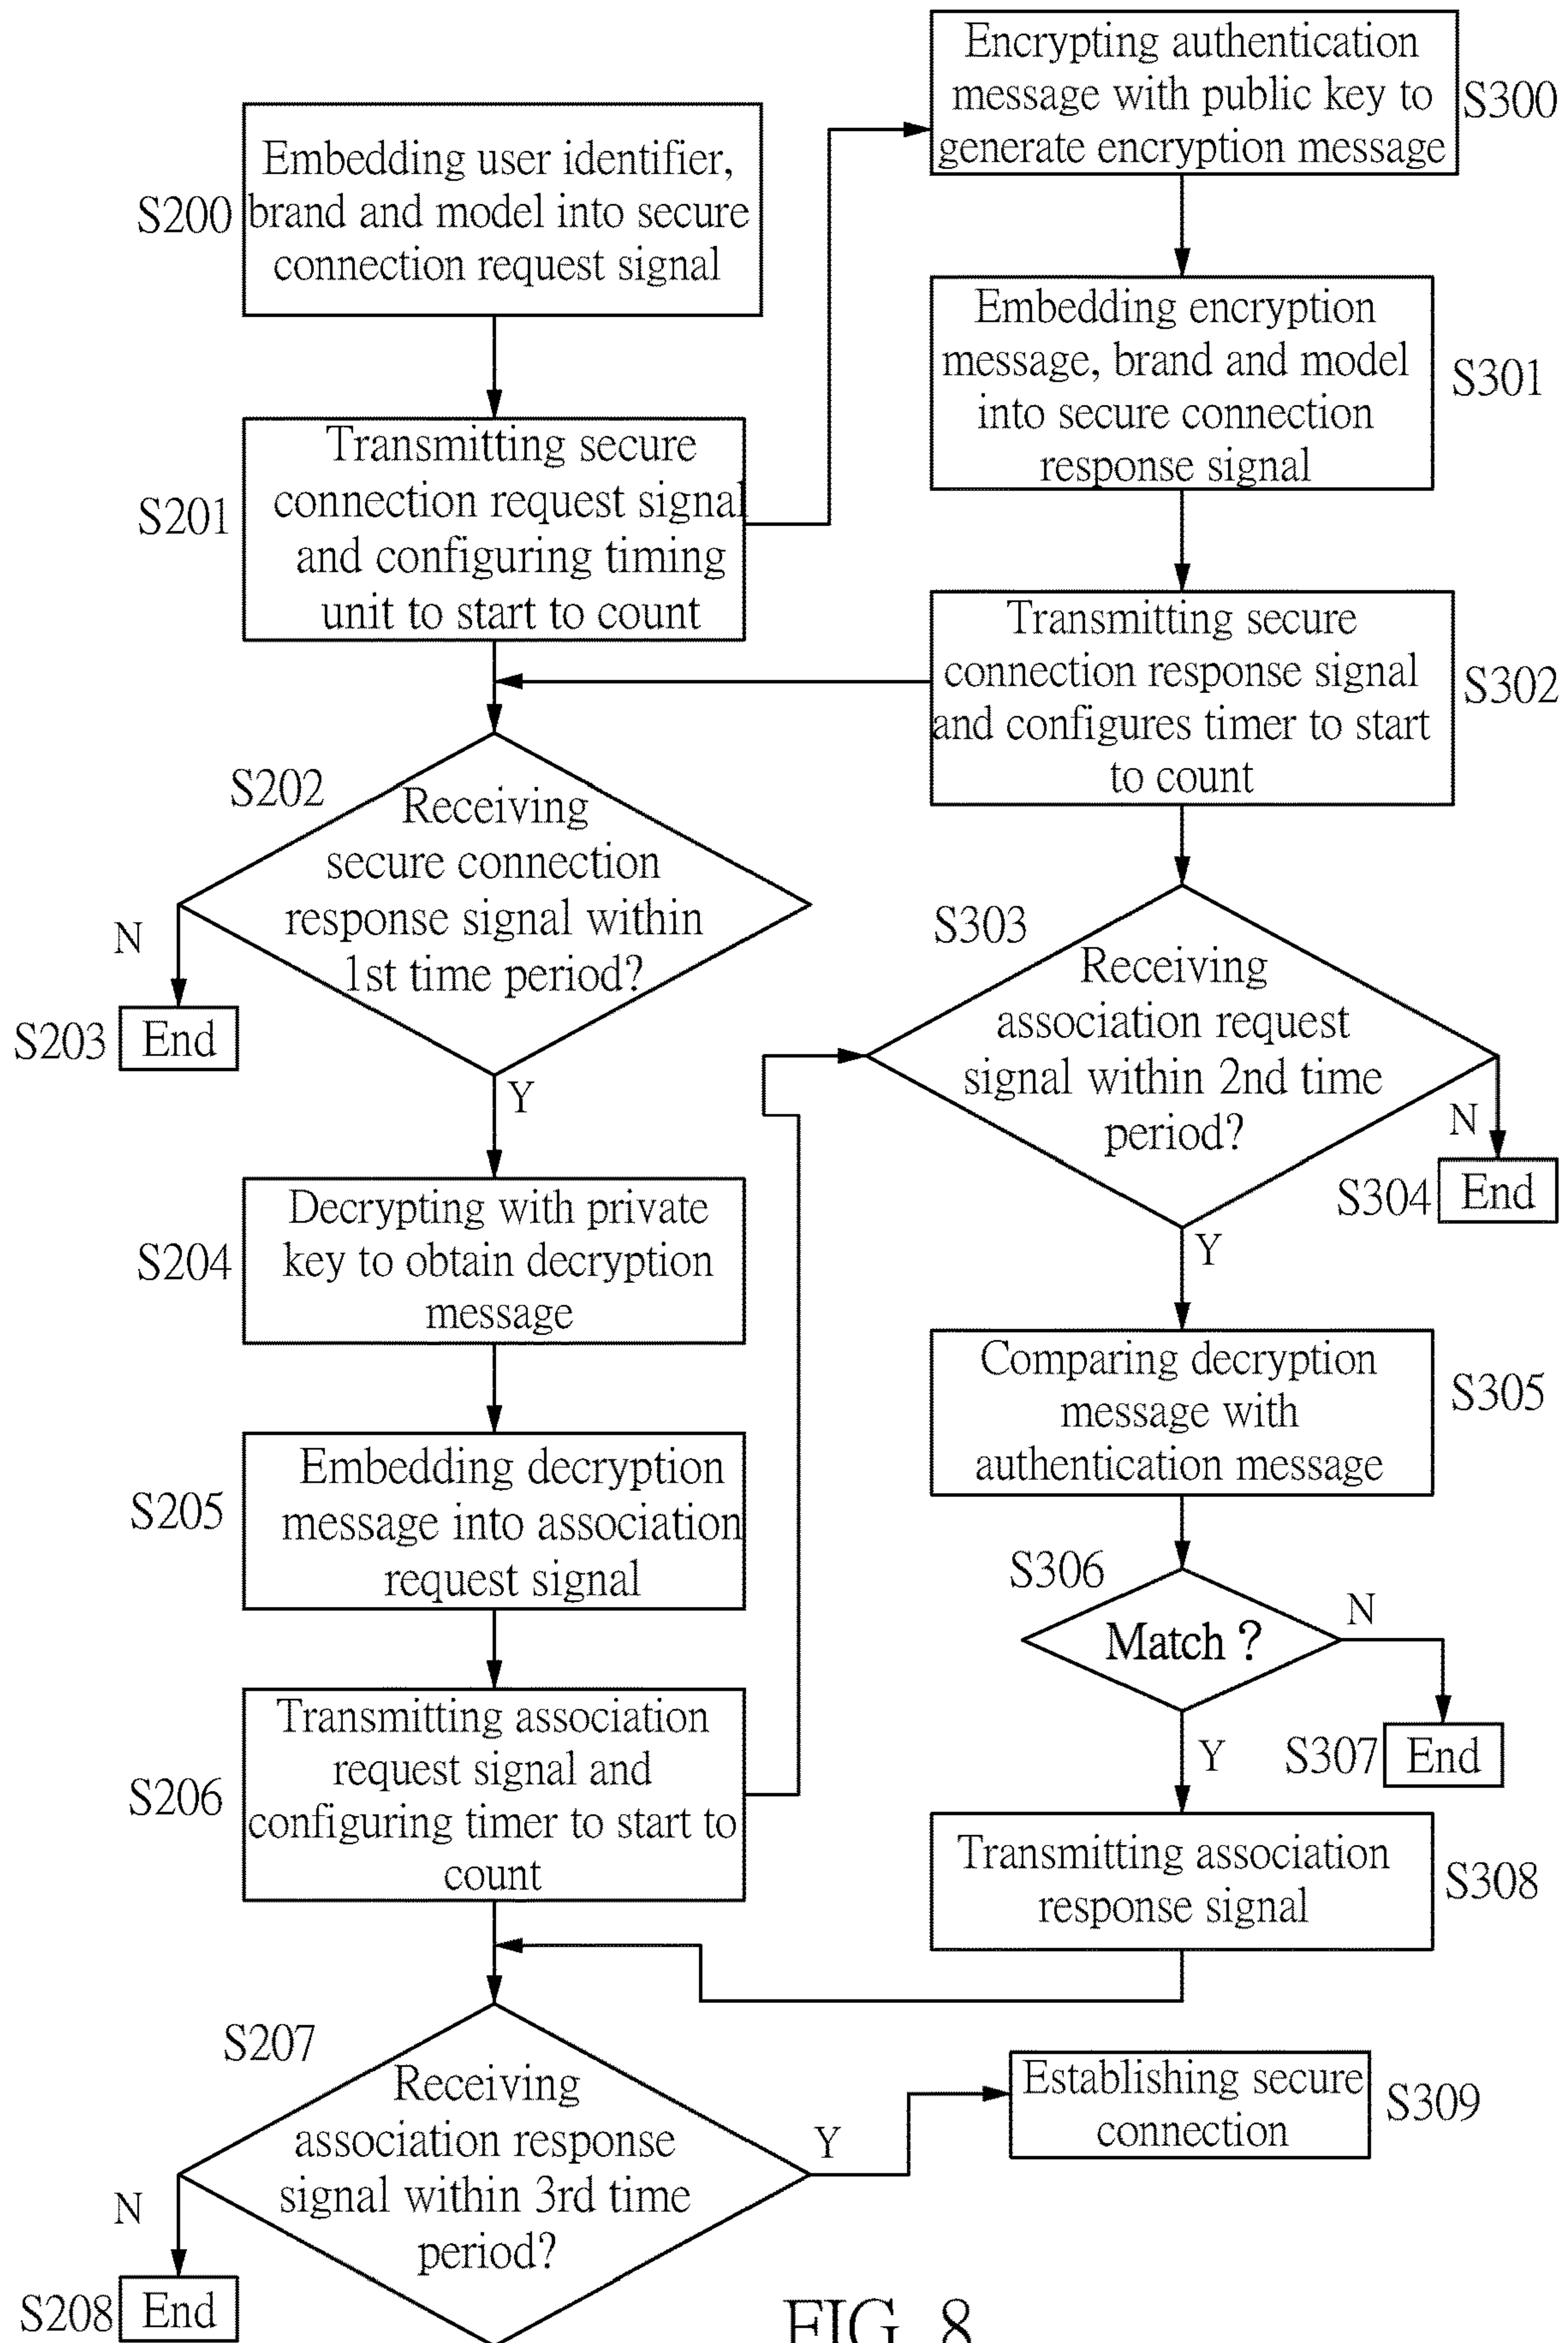 S200
Embedding user identifier,
brand and model into secure
connection request signal
S201
Transmitting secure
connection request signal
and configuring timing
unit to start to count
S202
Receiving
secure connection
response signal within
1st time period?
N
S203
End
Y
S204
Decrypting with private
key to obtain decryption
message
S205
Embedding decryption
message into association
request signal
S206
Transmitting association
request signal and
configuring timer to start to
count
S207
Receiving
association response
signal within 3rd time
period?
N
S208
End
Y
Encrypting authentication
message with public key to
generate encryption message
S300
Embedding encryption
message, brand and model
into secure connection
response signal
S301
Transmitting secure
connection response signal
and configures timer to start
to count
S302
S303
Receiving
association request
signal within 2nd time
period?
N
S304
End
Y
Comparing decryption
message with
authentication message
S305
S306
Match ?
N
S307
End
Y
Transmitting association
response signal
S308
Establishing secure
connection
S309
FIG. 8